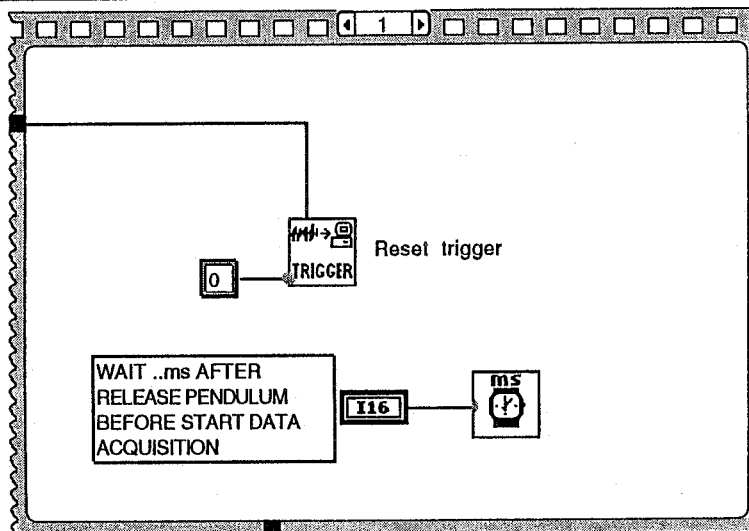 1
TRIGGER
Reset trigger
0
WAIT ..ms AFTER
RELEASE PENDULUM
BEFORE START DATA
ACQUISITION
I16
ms